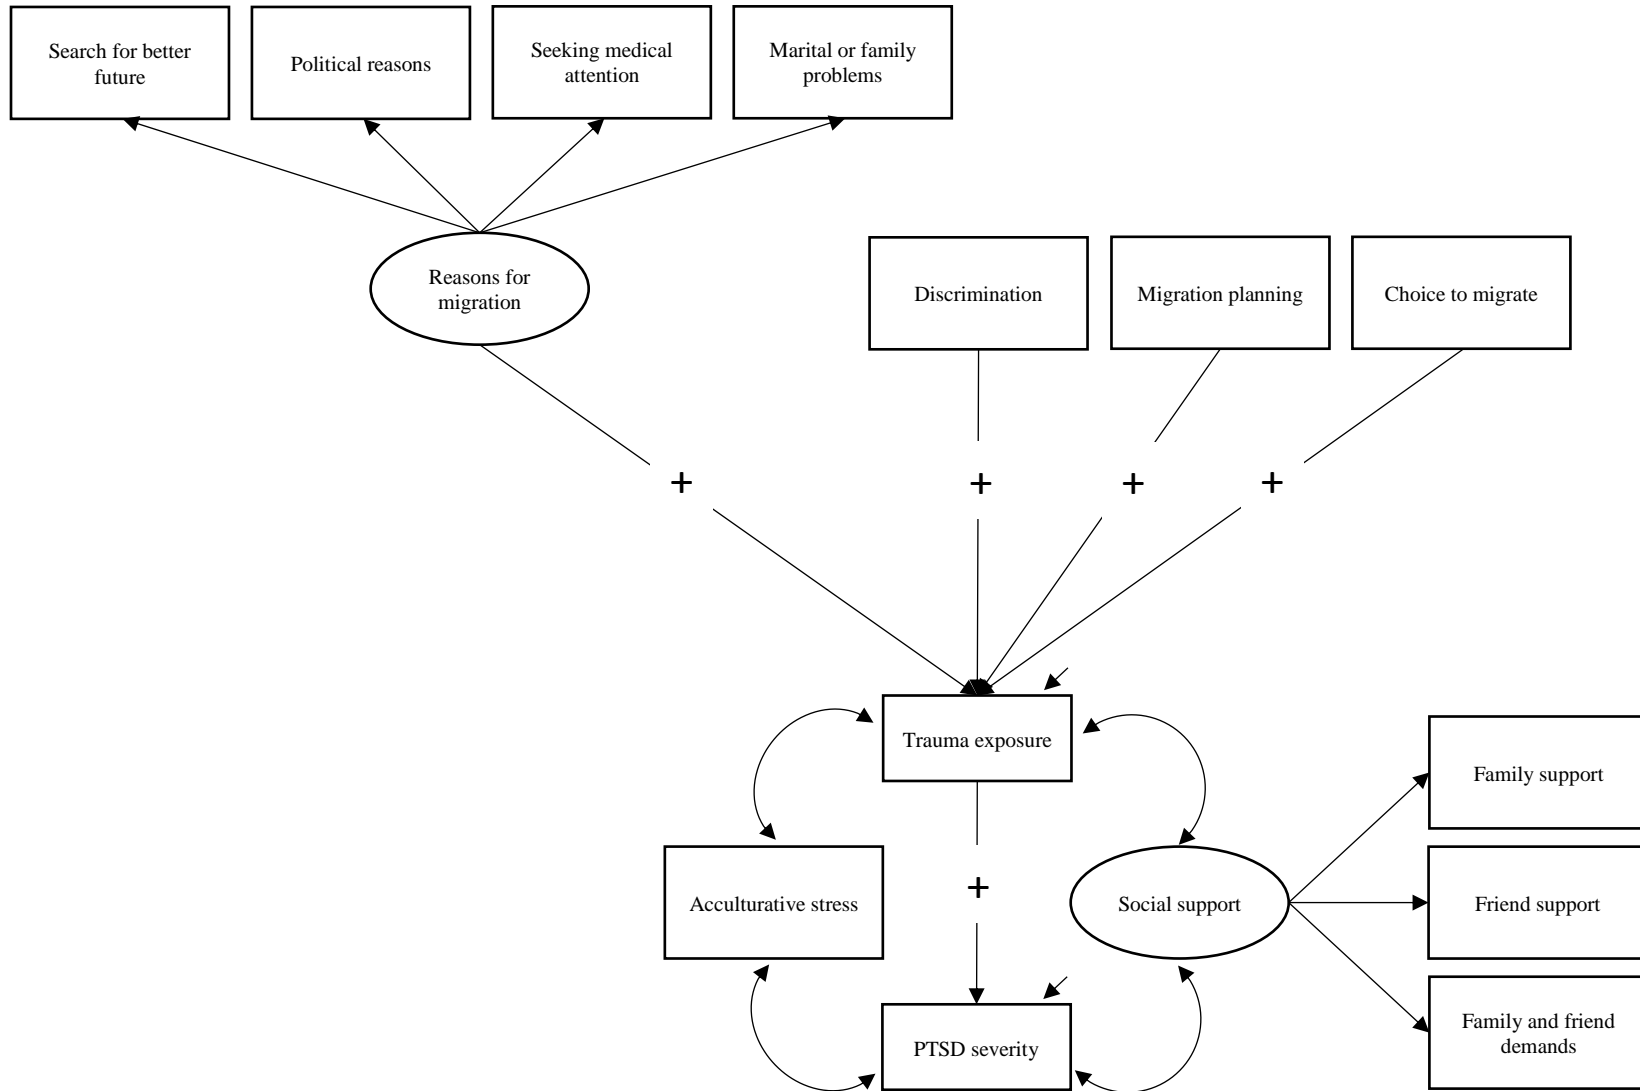 Search for better
future
Political reasons
Seeking medical
attention
Marital or family
problems
Reasons for
migration
Discrimination
Migration planning
Choice to migrate
+
+
+
+
Trauma exposure
Family support
+
Acculturative stress
Social support
Friend support
PTSD severity
Family and friend
demands